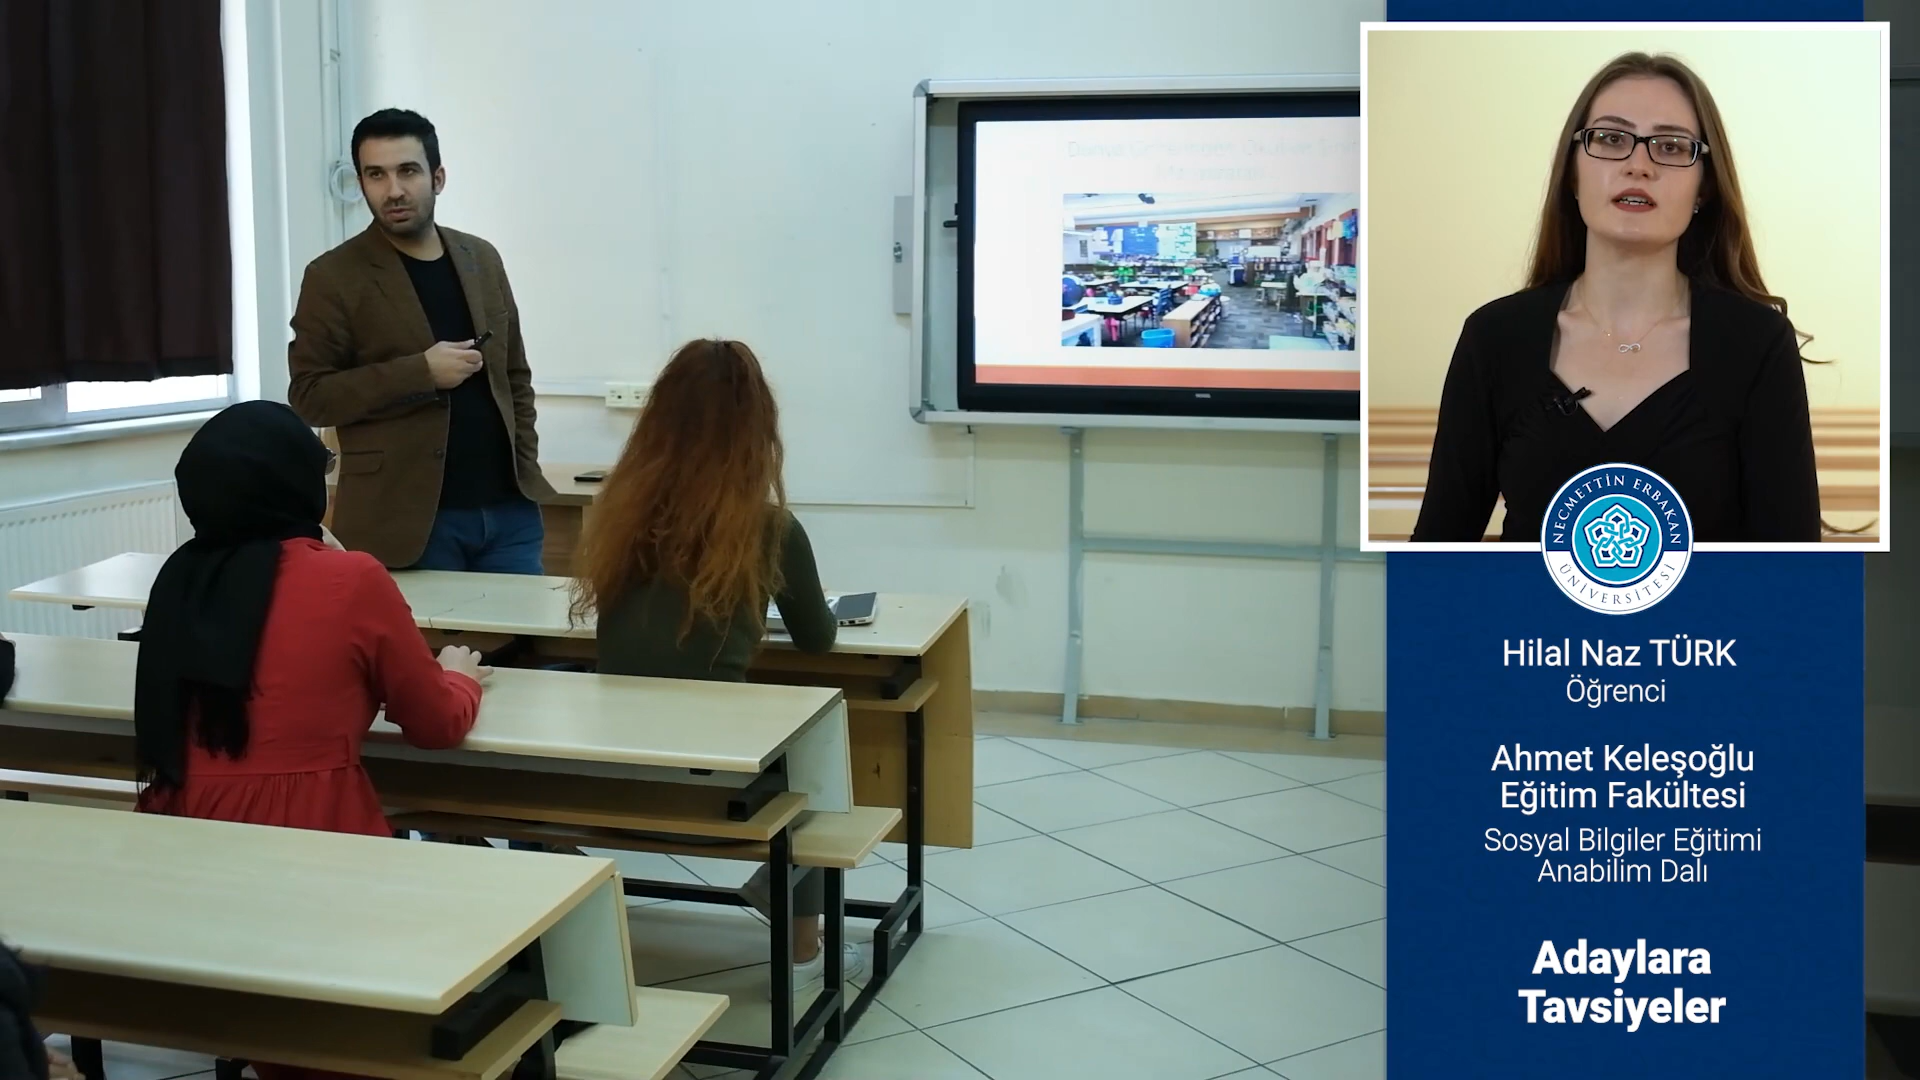 NECMETTİN ERBAKAN
ÜNİVERSİTESİ
Hilal Naz TÜRK
Öğrenci
Ahmet Keleşoğlu
Eğitim Fakültesi
Sosyal Bilgiler Eğitimi
Anabilim Dalı
Adaylara
Tavsiyeler